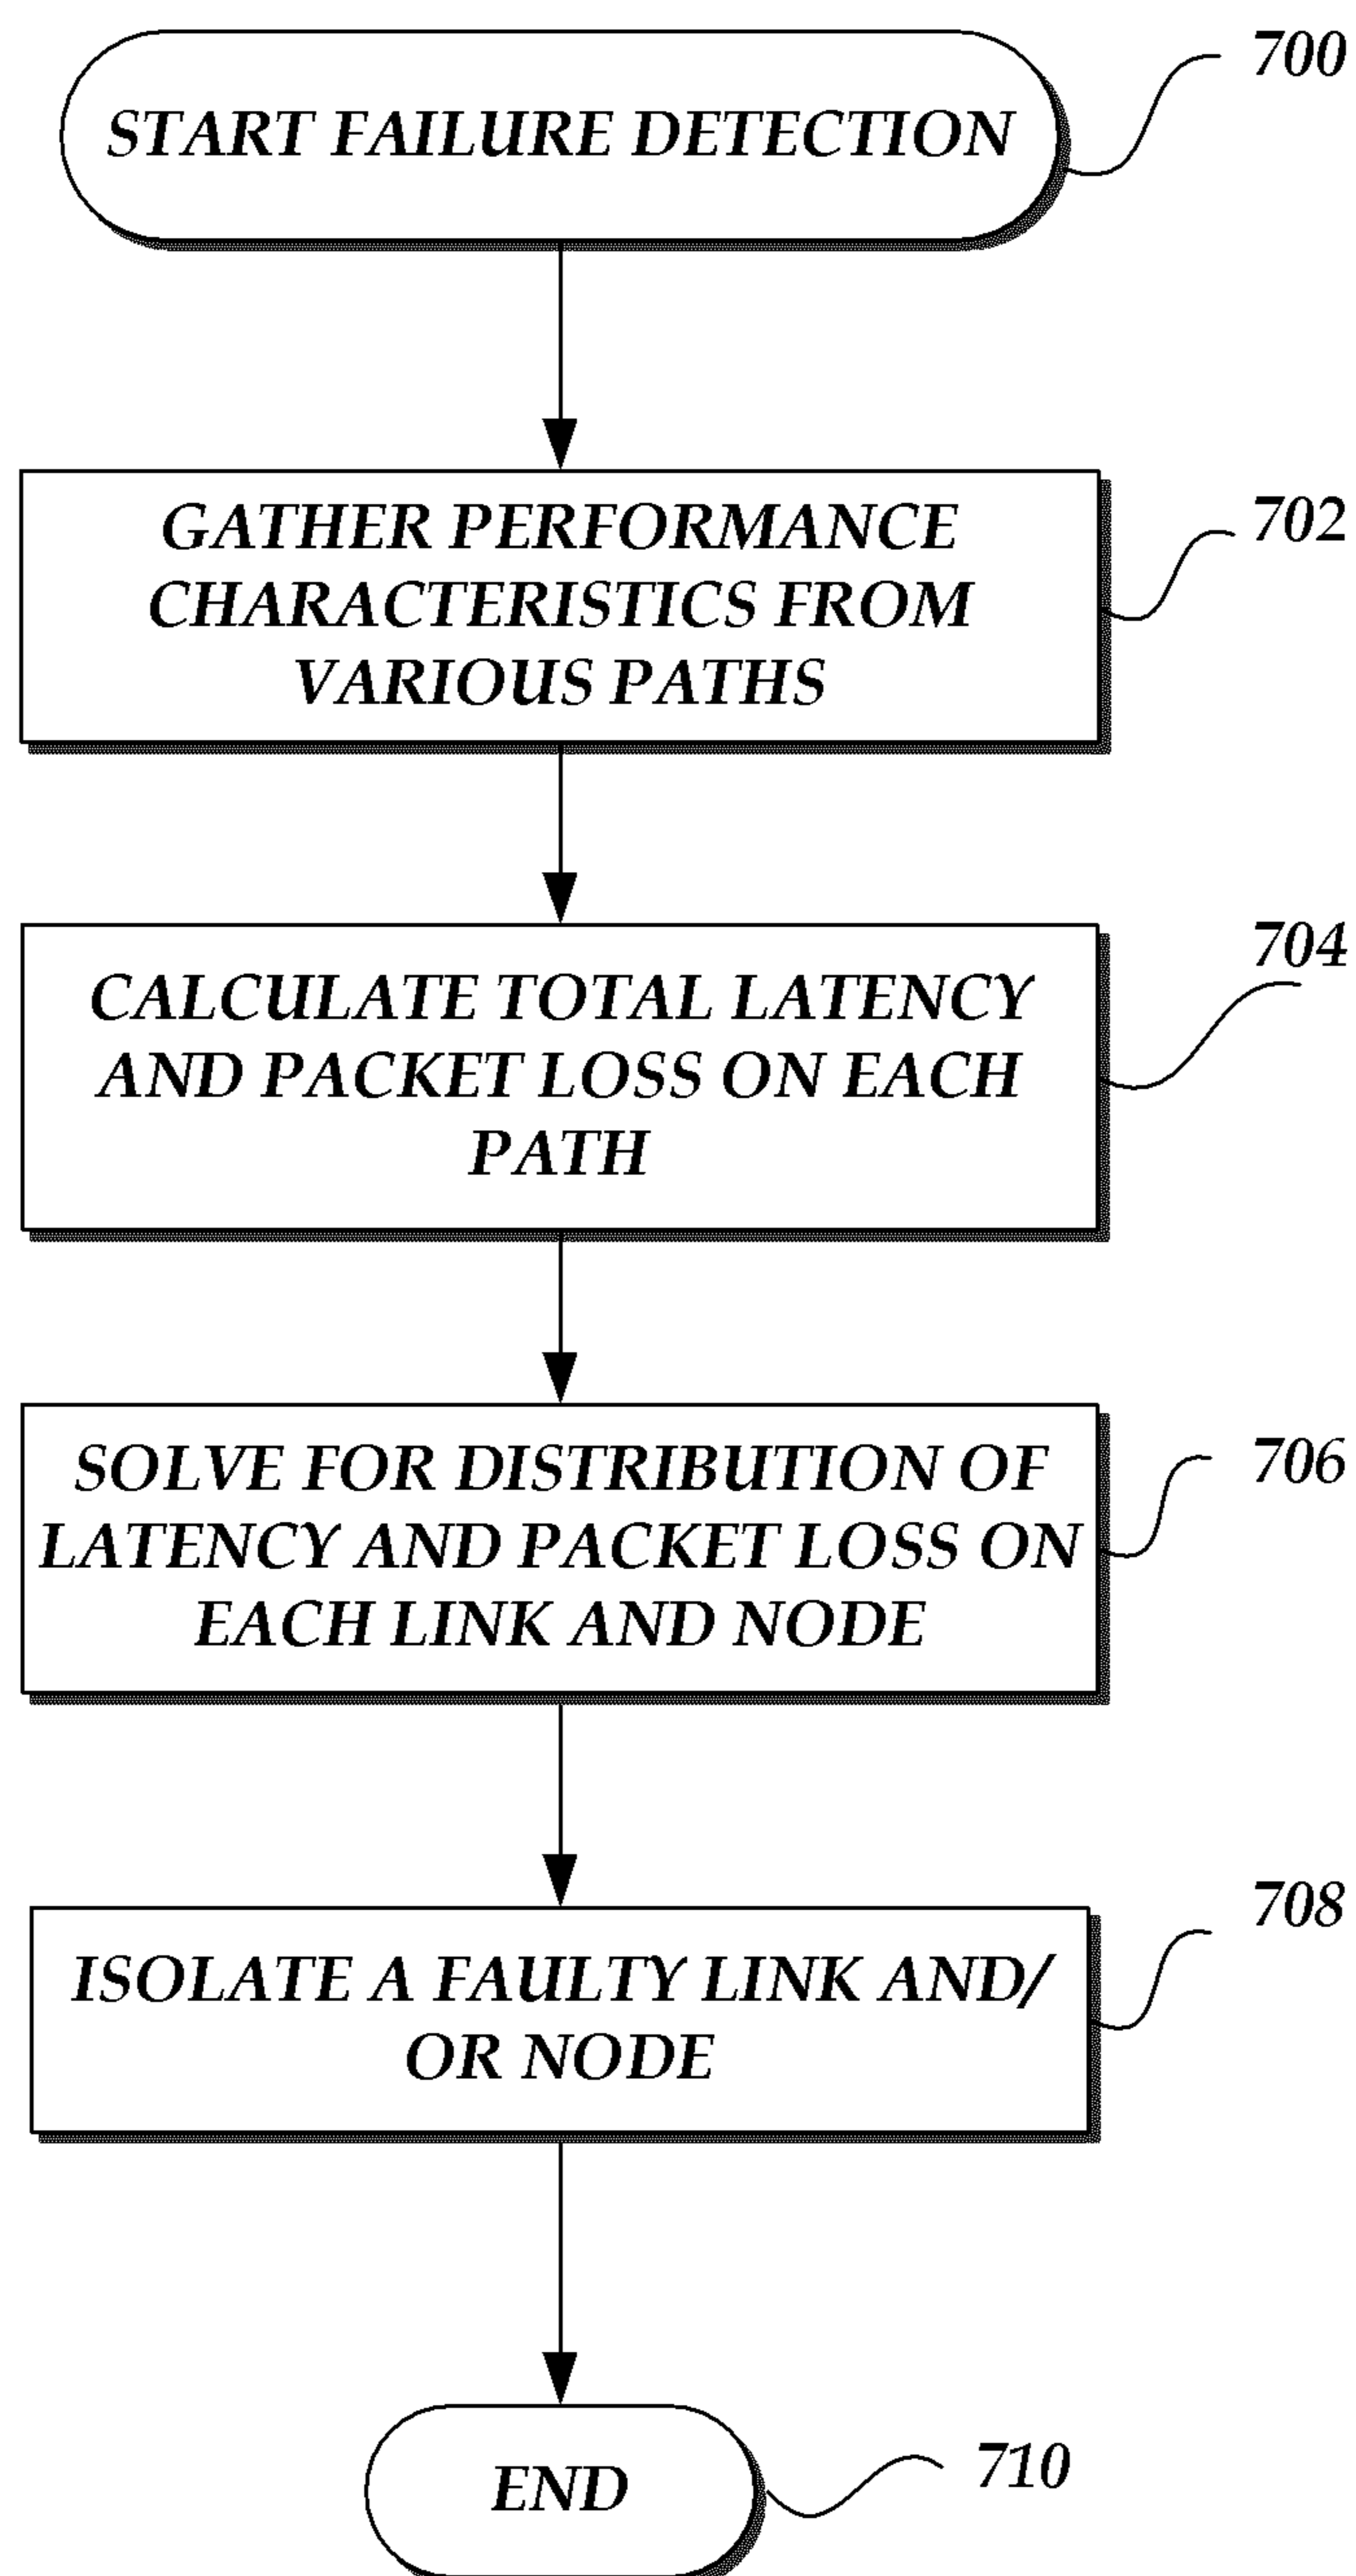 START FAILURE DETECTION
700
GATHER PERFORMANCE
CHARACTERISTICS FROM
VARIOUS PATHS
702
CALCULATE TOTAL LATENCY
AND PACKET LOSS ON EACH
PATH
704
SOLVE FOR DISTRIBUTION OF
LATENCY AND PACKET LOSS ON
EACH LINK AND NODE
706
ISOLATE A FAULTY LINK AND/
OR NODE
708
END
710